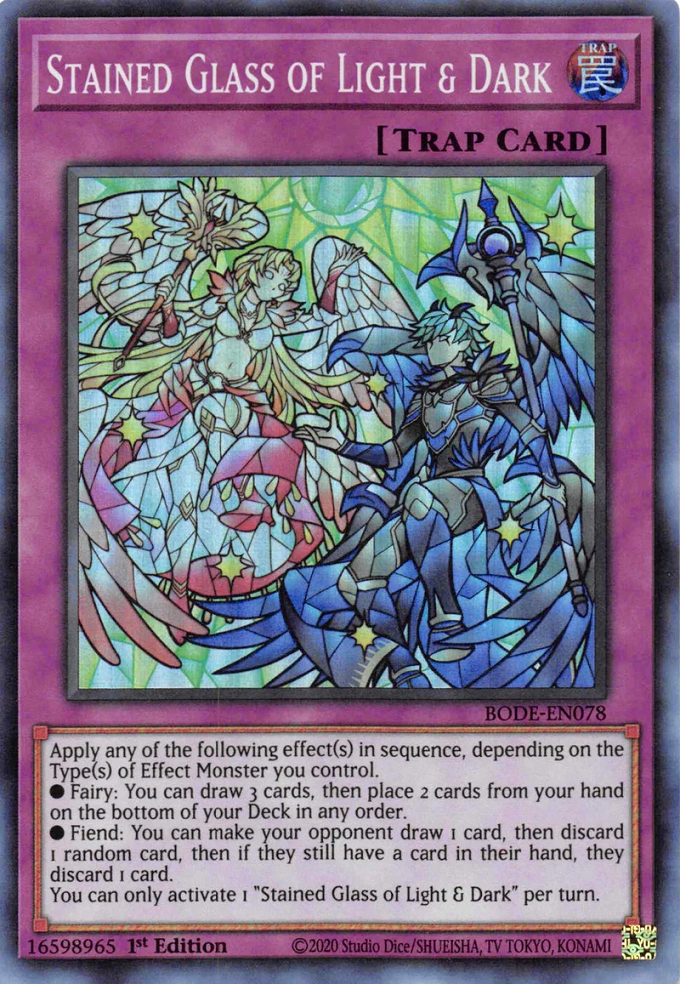 STAINED GLASS OF LIGHT & DARK
TRAP
罠
[TRAP CARD]
BODE-EN078
Apply any of the following effect(s) in sequence, depending on the
Type(s) of Effect Monster you control.
● Fairy: You can draw 3 cards, then place 2 cards from your hand
on the bottom of your Deck in any order.
● Fiend: You can make your opponent draw 1 card, then discard
1 random card, then if they still have a card in their hand, they
discard 1 card.
You can only activate 1 "Stained Glass of Light & Dark" per turn.
16598965 1st Edition ©2020 Studio Dice/SHUEISHA, TV TOKYO, KONAMI